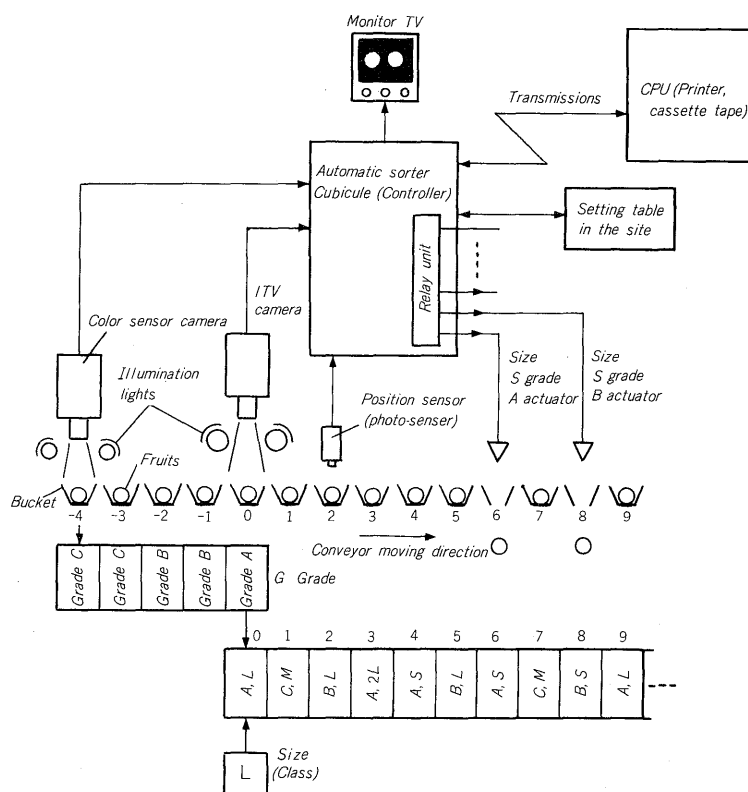 Monitor TV
Transmissions
CPU (Printer,
cassette tape)
Automatic sorter
Cubicule (Controller)
Setting table
in the site
Relay unit
ITV
camera
Color sensor camera
Illumination
lights
Position sensor
(photo-senser)
Size
S grade
A actuator
Size
S grade
B actuator
Fruits
Bucket
-4 -3 -2 -1 0 1 2 3 4 5 6 7 8 9
Conveyor moving direction
Grade C Grade C Grade B Grade B Grade A
G Grade
0 1 2 3 4 5 6 7 8 9
A, L C, M B, L A, 2L A, S B, L A, S C, M B, S A, L
L
Size
(Class)